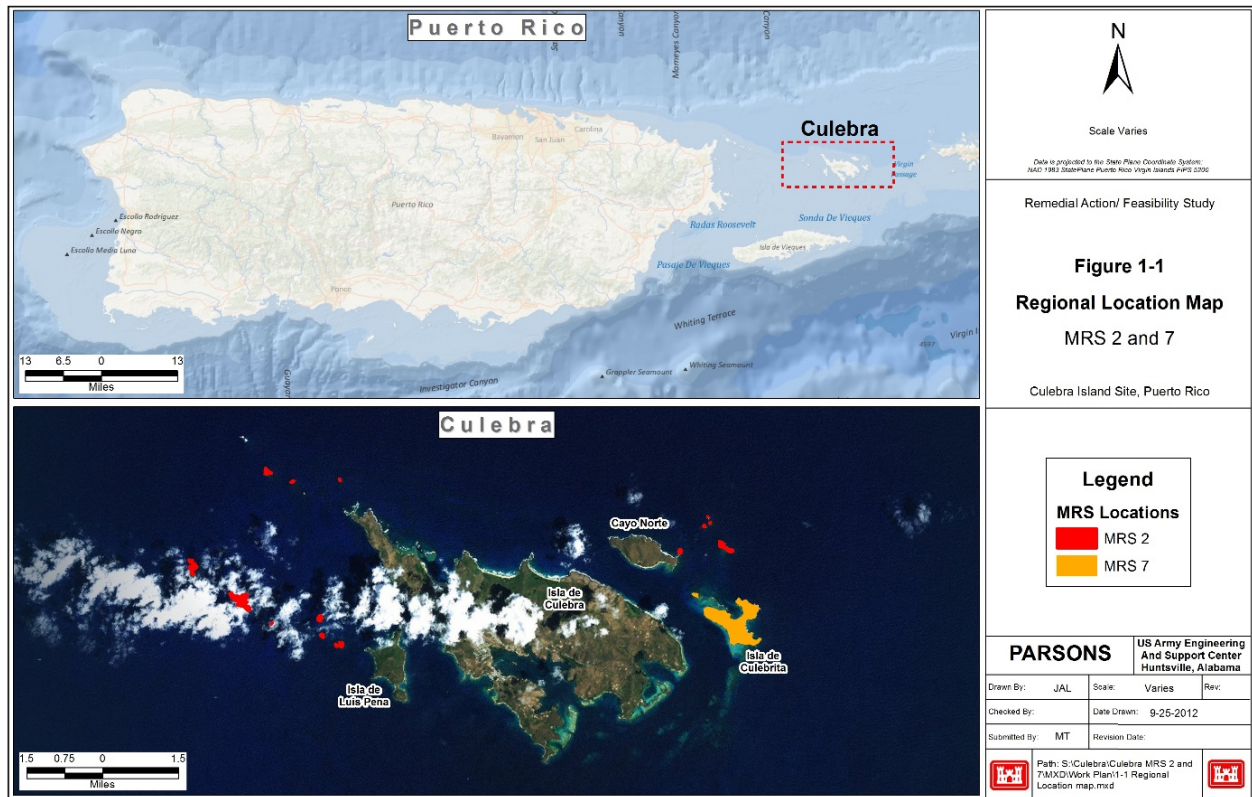 Puerto Rico
Momeyes Canyon
Canyon
Culebra
Bayamon
San Juan
Carolina
Virgin
Passage
Puerto Rico
Escollo Rodriguez
Escollo Negro
Escollo Media Luna
Radas Roosevelt
Sonda De Vieques
Isla de Vieques
Pasaje De Vieques
Ponce
Whiting Terrace
Whiting Seamount
Grappler Seamount
Investigator Canyon
13 6.5 0 13
Miles
Culebra
Cayo Norte
Isla de
Culebra
Isla de
Culebrita
Isla de
Luis Pena
1.5 0.75 0 1.5
Miles
N
Scale Varies
Data is projected to the State Plane Coordinate System:
NAD 1983 StatePlane Puerto Rico Virgin Islands FIPS 5200
Remedial Action/ Feasibility Study
Figure 1-1
Regional Location Map
MRS 2 and 7
Culebra Island Site, Puerto Rico
Legend
MRS Locations
MRS 2
MRS 7
PARSONS
US Army Engineering
And Support Center
Huntsville, Alabama
Drawn By: JAL Scale: Varies Rev:
Checked By: Date Drawn: 9-25-2012
Submitted By: MT Revision Date:
Path: S:\Culebra\Culebra MRS 2 and
7\MXD\Work Plan\1-1 Regional
Location map.mxd